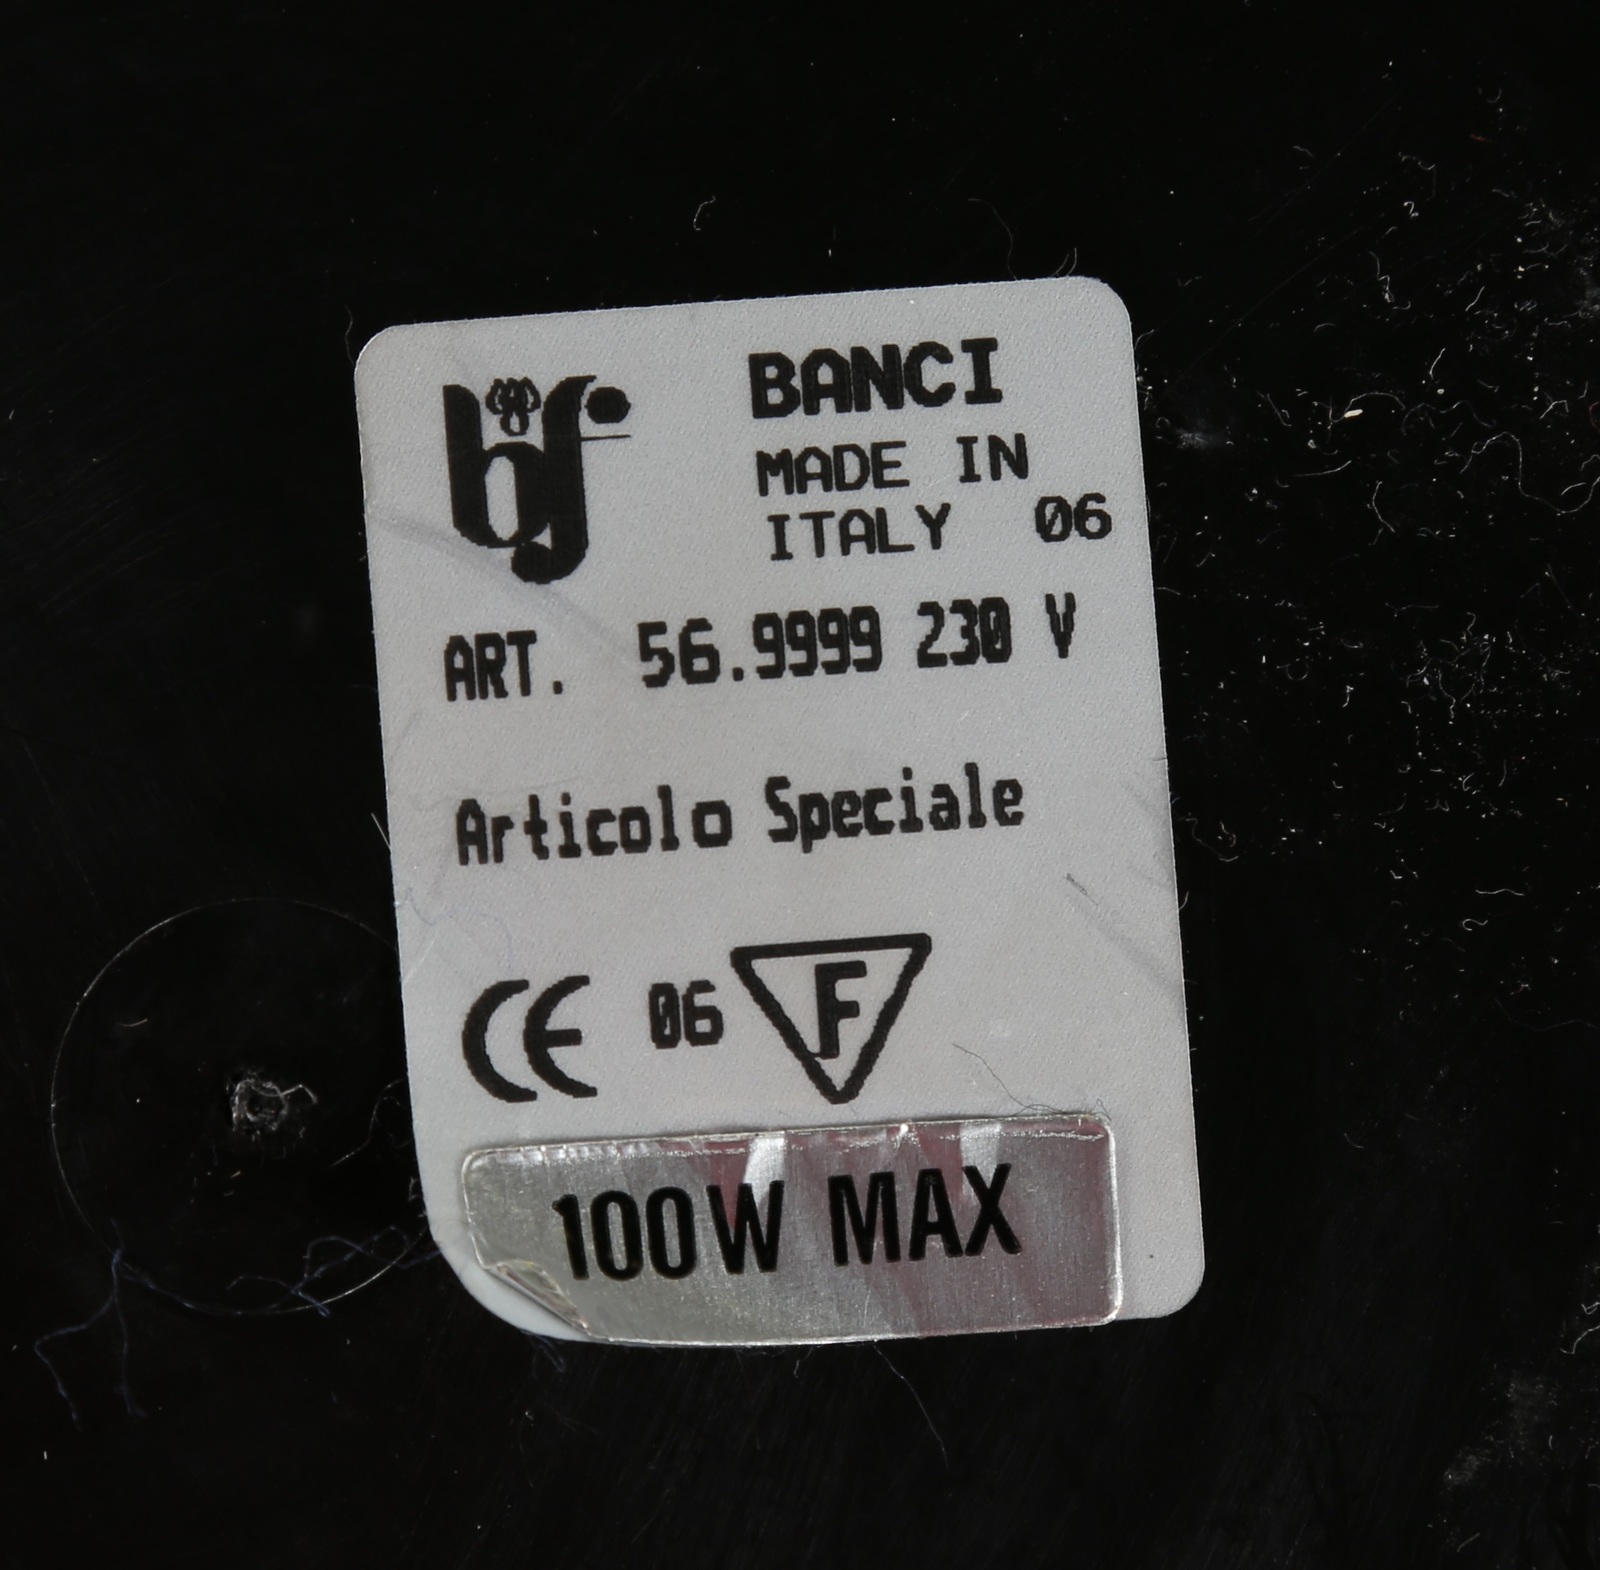 BANCI
MADE IN
ITALY 06
ART. 56.9999 230 V
Articolo Speciale
CE 06 F
100W MAX